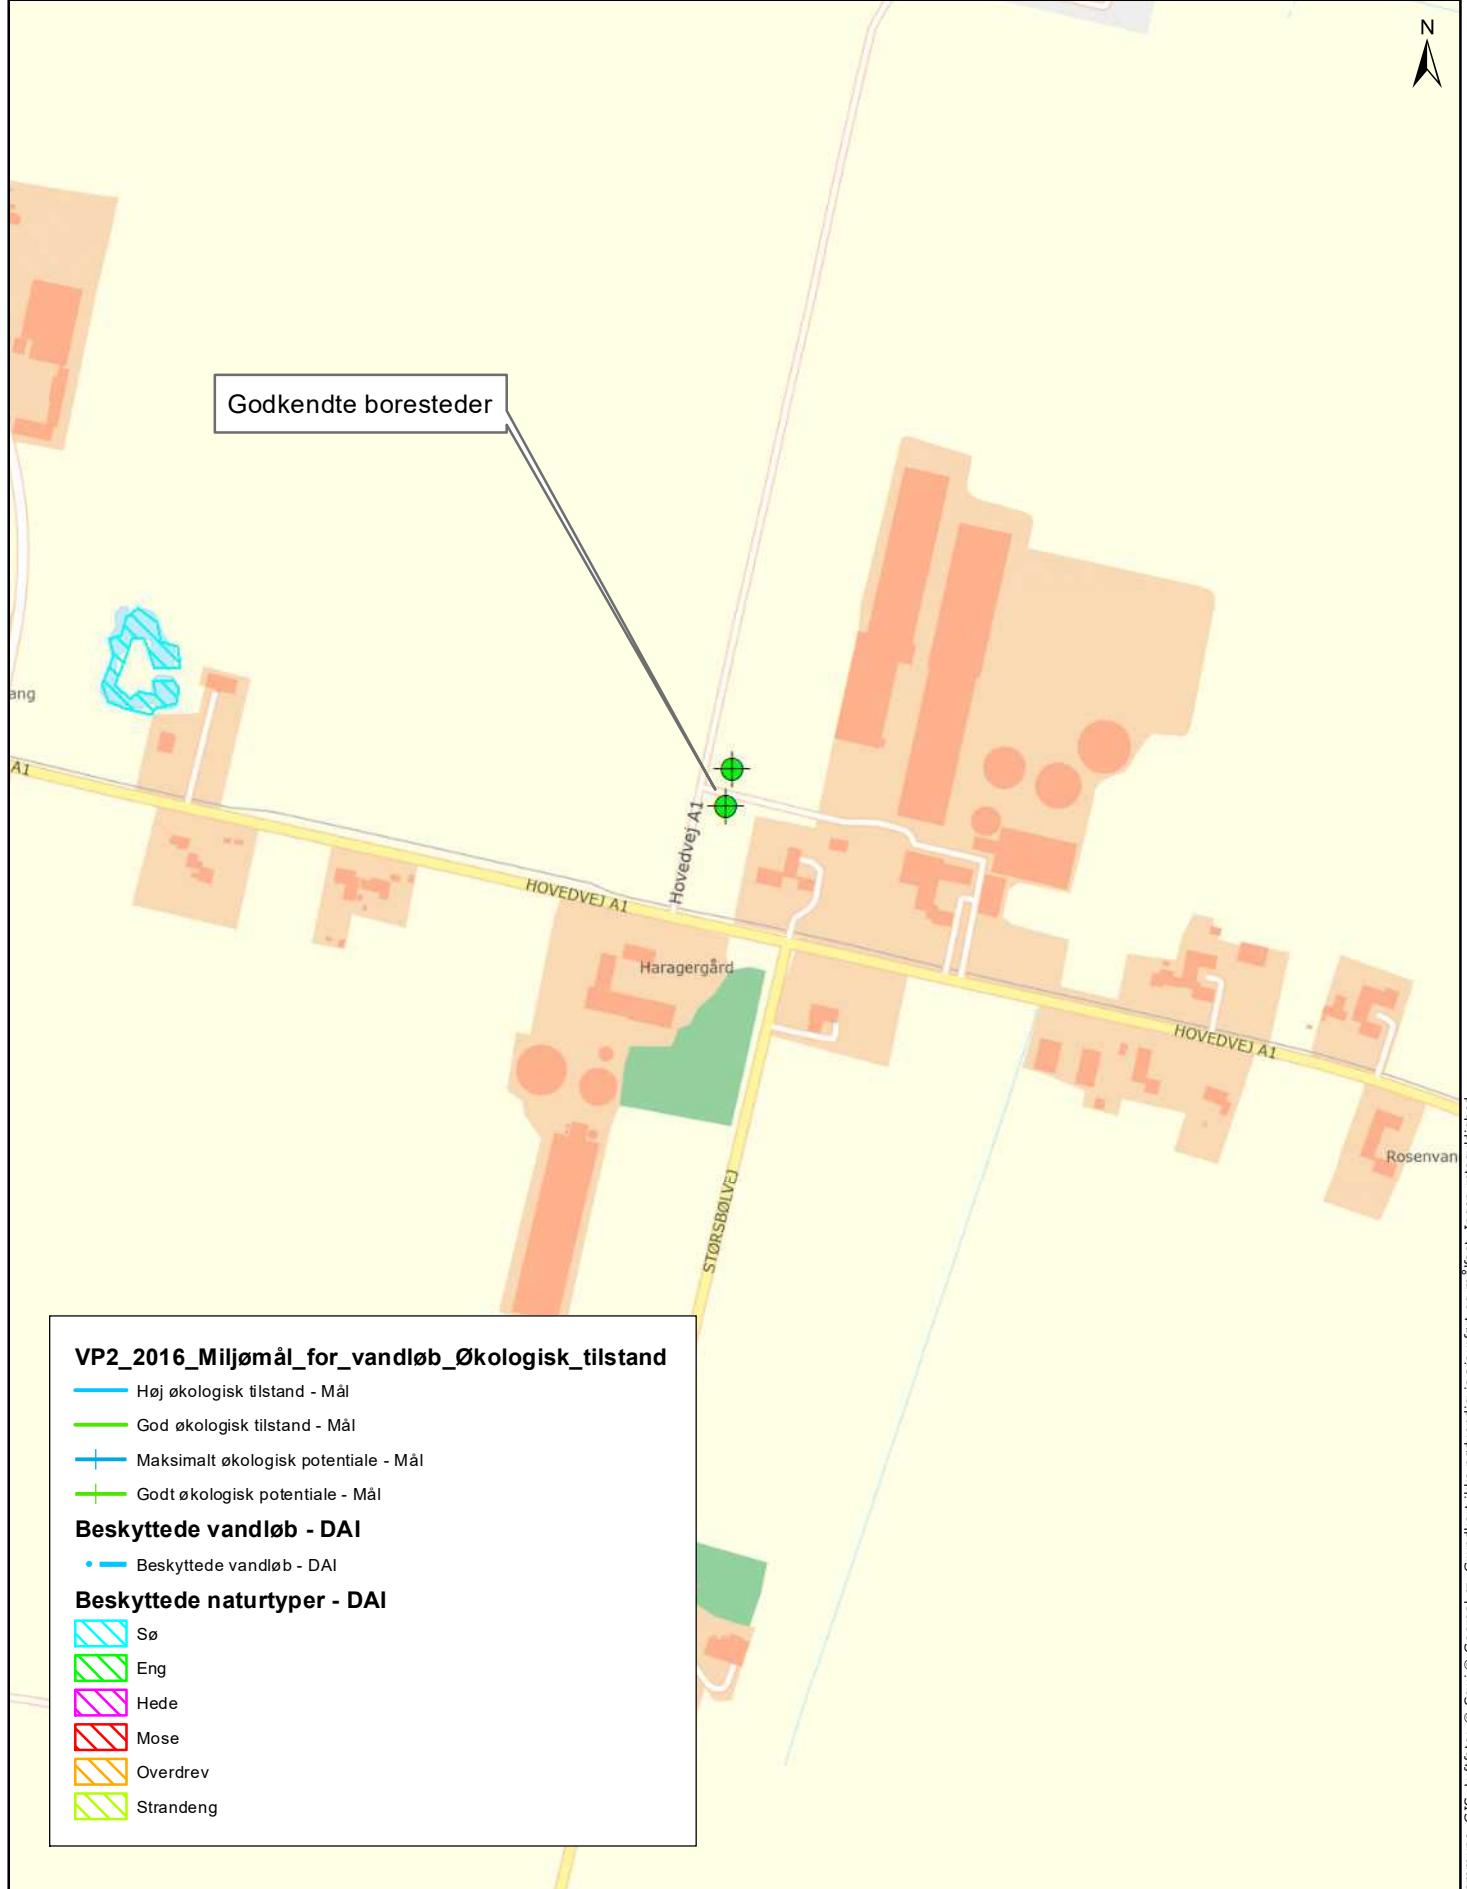 N
Godkendte boresteder
ang
A1
Hovedvej A1
HOVEDVEJ A1
Haragergård
HOVEDVEJ A1
Rosenvan
STØRSBØLVEJ
VP2_2016_Miljømål_for_vandløb_Økologisk_tilstand
Høj økologisk tilstand - Mål
God økologisk tilstand - Mål
Maksimalt økologisk potentiale - Mål
Godt økologisk potentiale - Mål
Beskyttede vandløb - DAI
Beskyttede vandløb - DAI
Beskyttede naturtyper - DAI
Sø
Eng
Hede
Mose
Overdrev
Strandeng